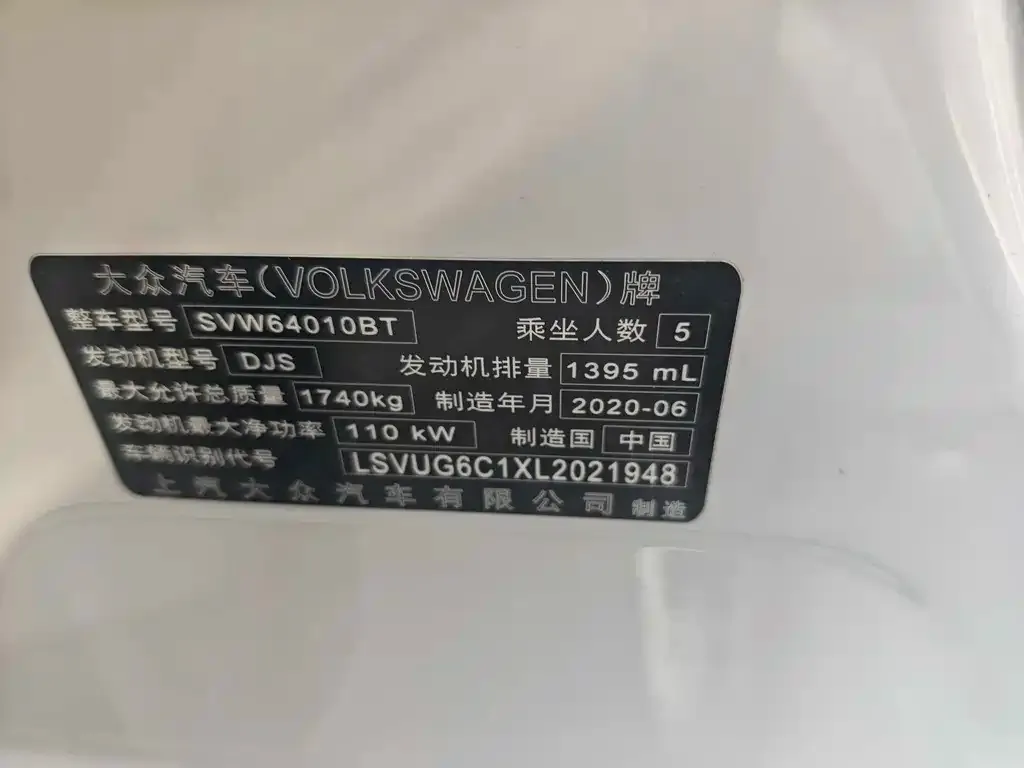 大众汽车(VOLKSWAGEN)牌
整车型号 SVW64010BT 乘坐人数 5
发动机型号 DJS 发动机排量 1395 mL
最大允许总质量 1740kg 制造年月 2020-06
发动机最大净功率 110 kW 制造国 中国
车辆识别代号 LSVUG6C1XL2021948
上汽大众汽车有限公司 制造